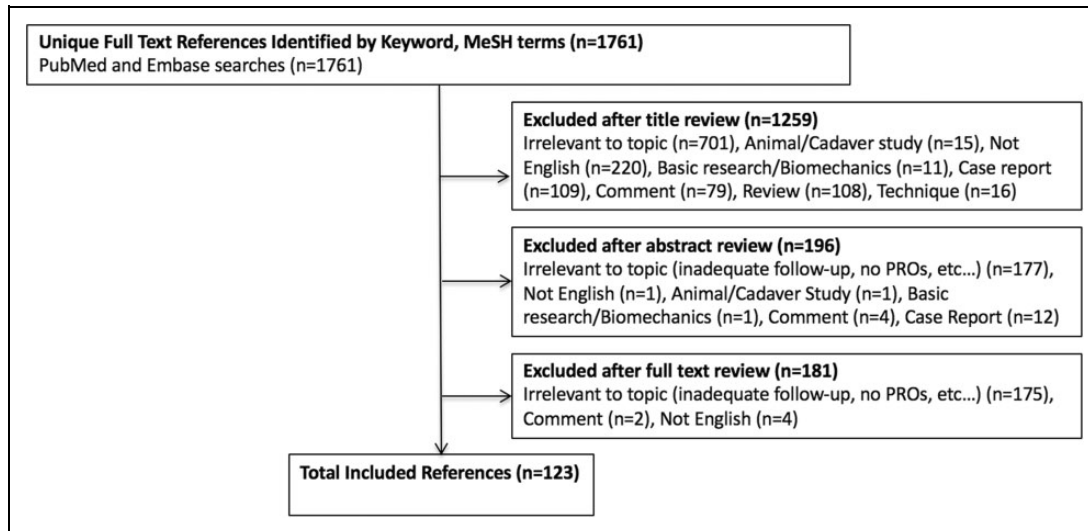 Unique Full Text References Identified by Keyword, MeSH terms (n=1761)
PubMed and Embase searches (n=1761)
Excluded after title review (n=1259)
Irrelevant to topic (n=701), Animal/Cadaver study (n=15), Not
English (n=220), Basic research/Biomechanics (n=11), Case report
(n=109), Comment (n=79), Review (n=108), Technique (n=16)
Excluded after abstract review (n=196)
Irrelevant to topic (inadequate follow-up, no PROs, etc...) (n=177),
Not English (n=1), Animal/Cadaver Study (n=1), Basic
research/Biomechanics (n=1), Comment (n=4), Case Report (n=12)
Excluded after full text review (n=181)
Irrelevant to topic (inadequate follow-up, no PROs, etc...) (n=175),
Comment (n=2), Not English (n=4)
Total Included References (n=123)